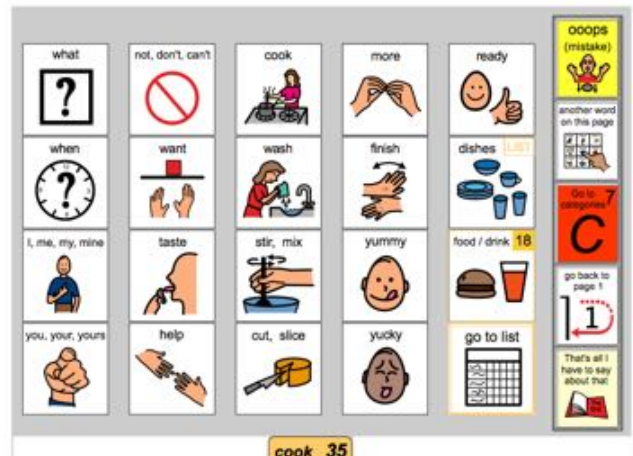 what
not, don't, can't
cook
more
ready
when
want
wash
finish
dishes LIST
I, me, my, mine
taste
stir, mix
yummy
food / drink 18
you, your, yours
help
cut, slice
yucky
go to list
ooops
(mistake)
another word
on this page
Go to
categories 7
C
go back to
page 1
1
That's all I
have to say
about that
cook 35